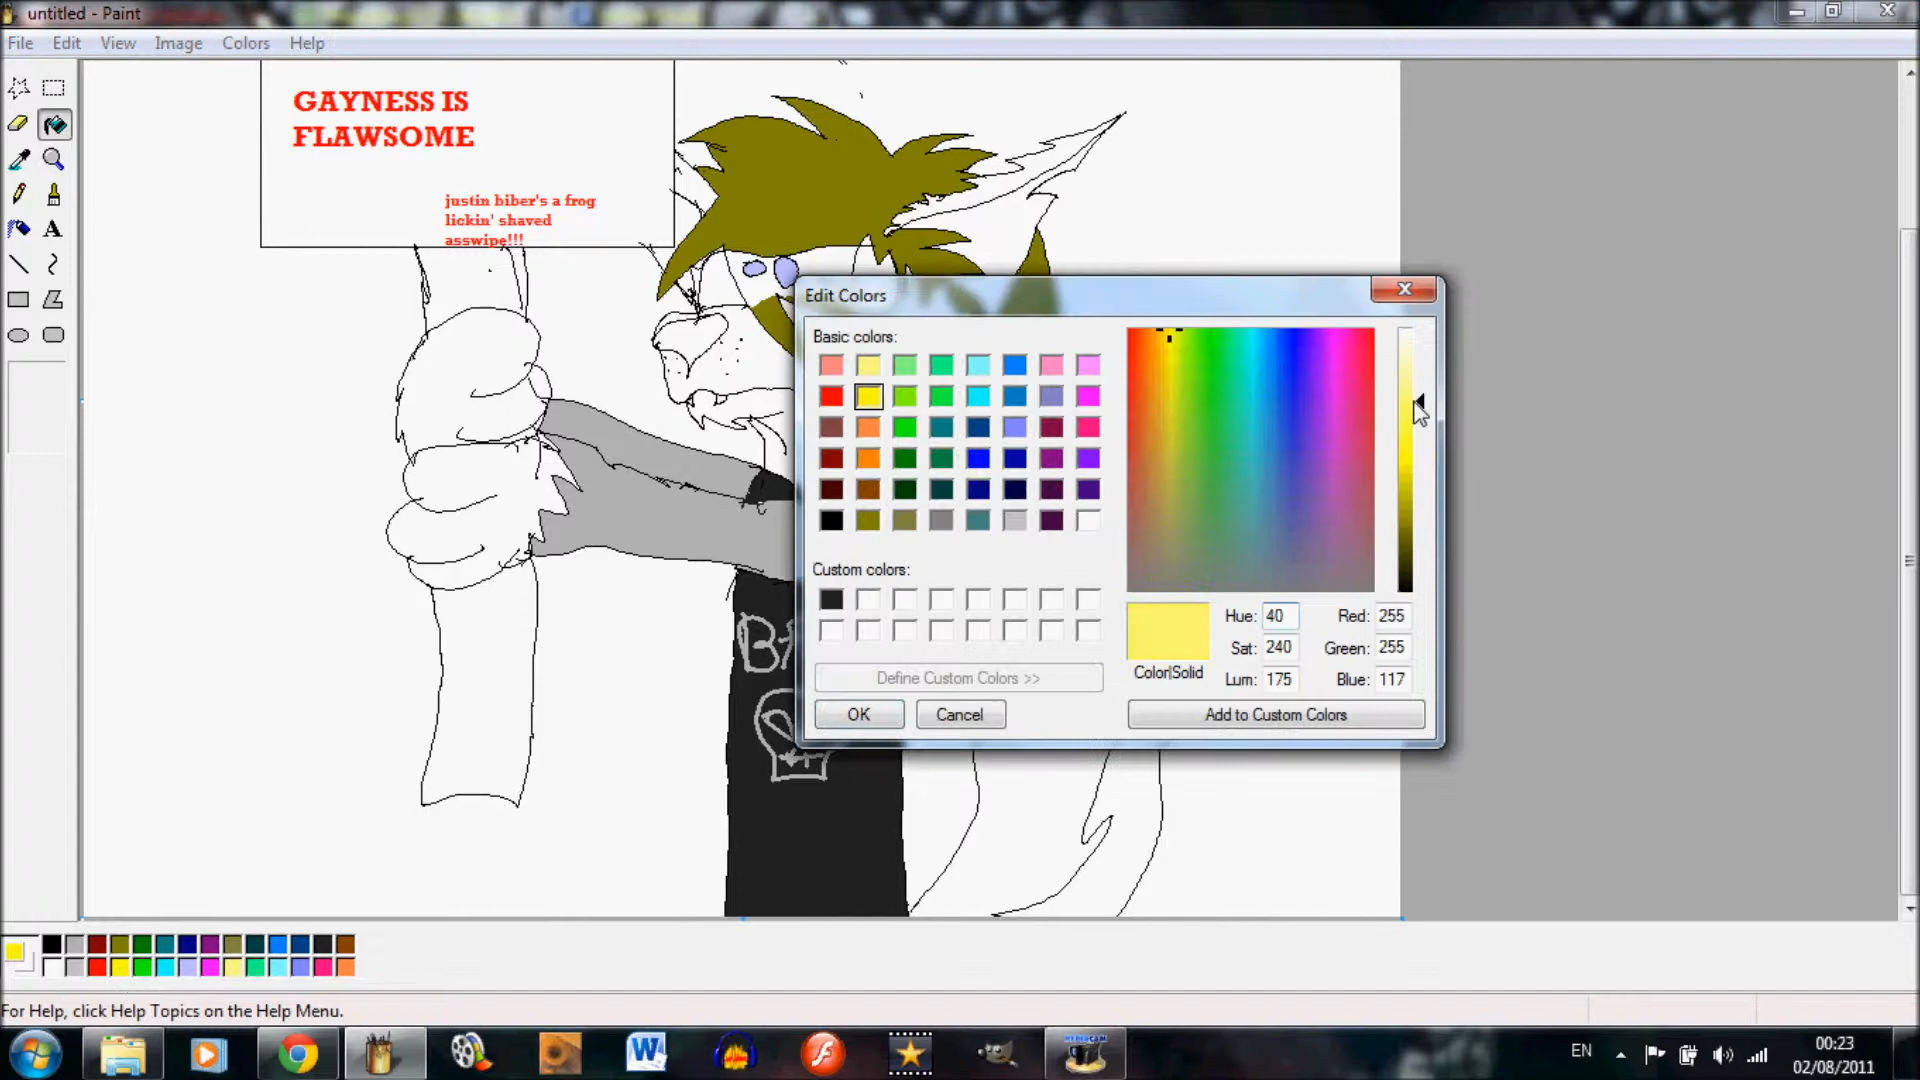 untitled - Paint
File Edit View Image Colors Help
GAYNESS IS
FLAWSOME
justin biber's a frog
lickin' shaved
asswipe!!!
Edit Colors
Basic colors:
Custom colors:
Define Custom Colors >>
OK Cancel
Color|Solid
Hue: 40 Red: 255
Sat: 240 Green: 255
Lum: 175 Blue: 117
Add to Custom Colors
For Help, click Help Topics on the Help Menu.
EN
00:23
02/08/2011